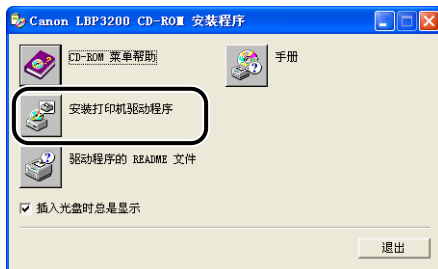 Canon LBP3200 CD-ROM 安装程序
CD-ROM 菜单帮助
手册
安装打印机驱动程序
驱动程序的 README 文件
插入光盘时总是显示
退出